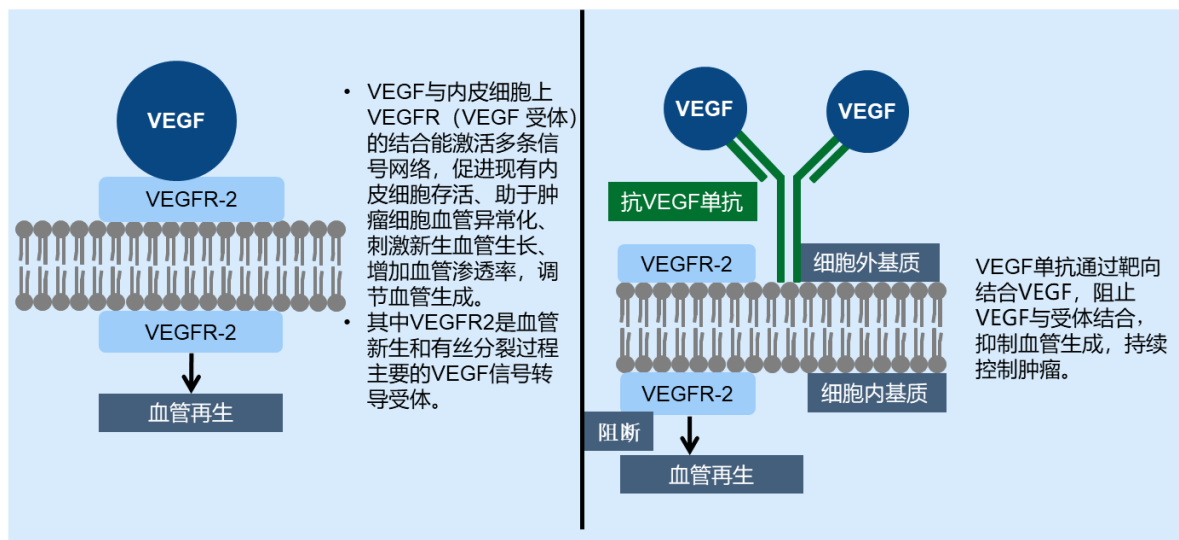 VEGF
VEGFR-2
VEGFR-2
血管再生
• VEGF与内皮细胞上
VEGFR（VEGF 受体）
的结合能激活多条信
号网络，促进现有内
皮细胞存活、助于肿
瘤细胞血管异常化、
刺激新生血管生长、
增加血管渗透率，调
节血管生成。
• 其中VEGFR2是血管
新生和有丝分裂过程
主要的VEGF信号转
导受体。
VEGF
VEGF
抗VEGF单抗
VEGFR-2
细胞外基质
VEGFR-2
细胞内基质
阻断
血管再生
VEGF单抗通过靶向
结合VEGF，阻止
VEGF与受体结合，
抑制血管生成，持续
控制肿瘤。